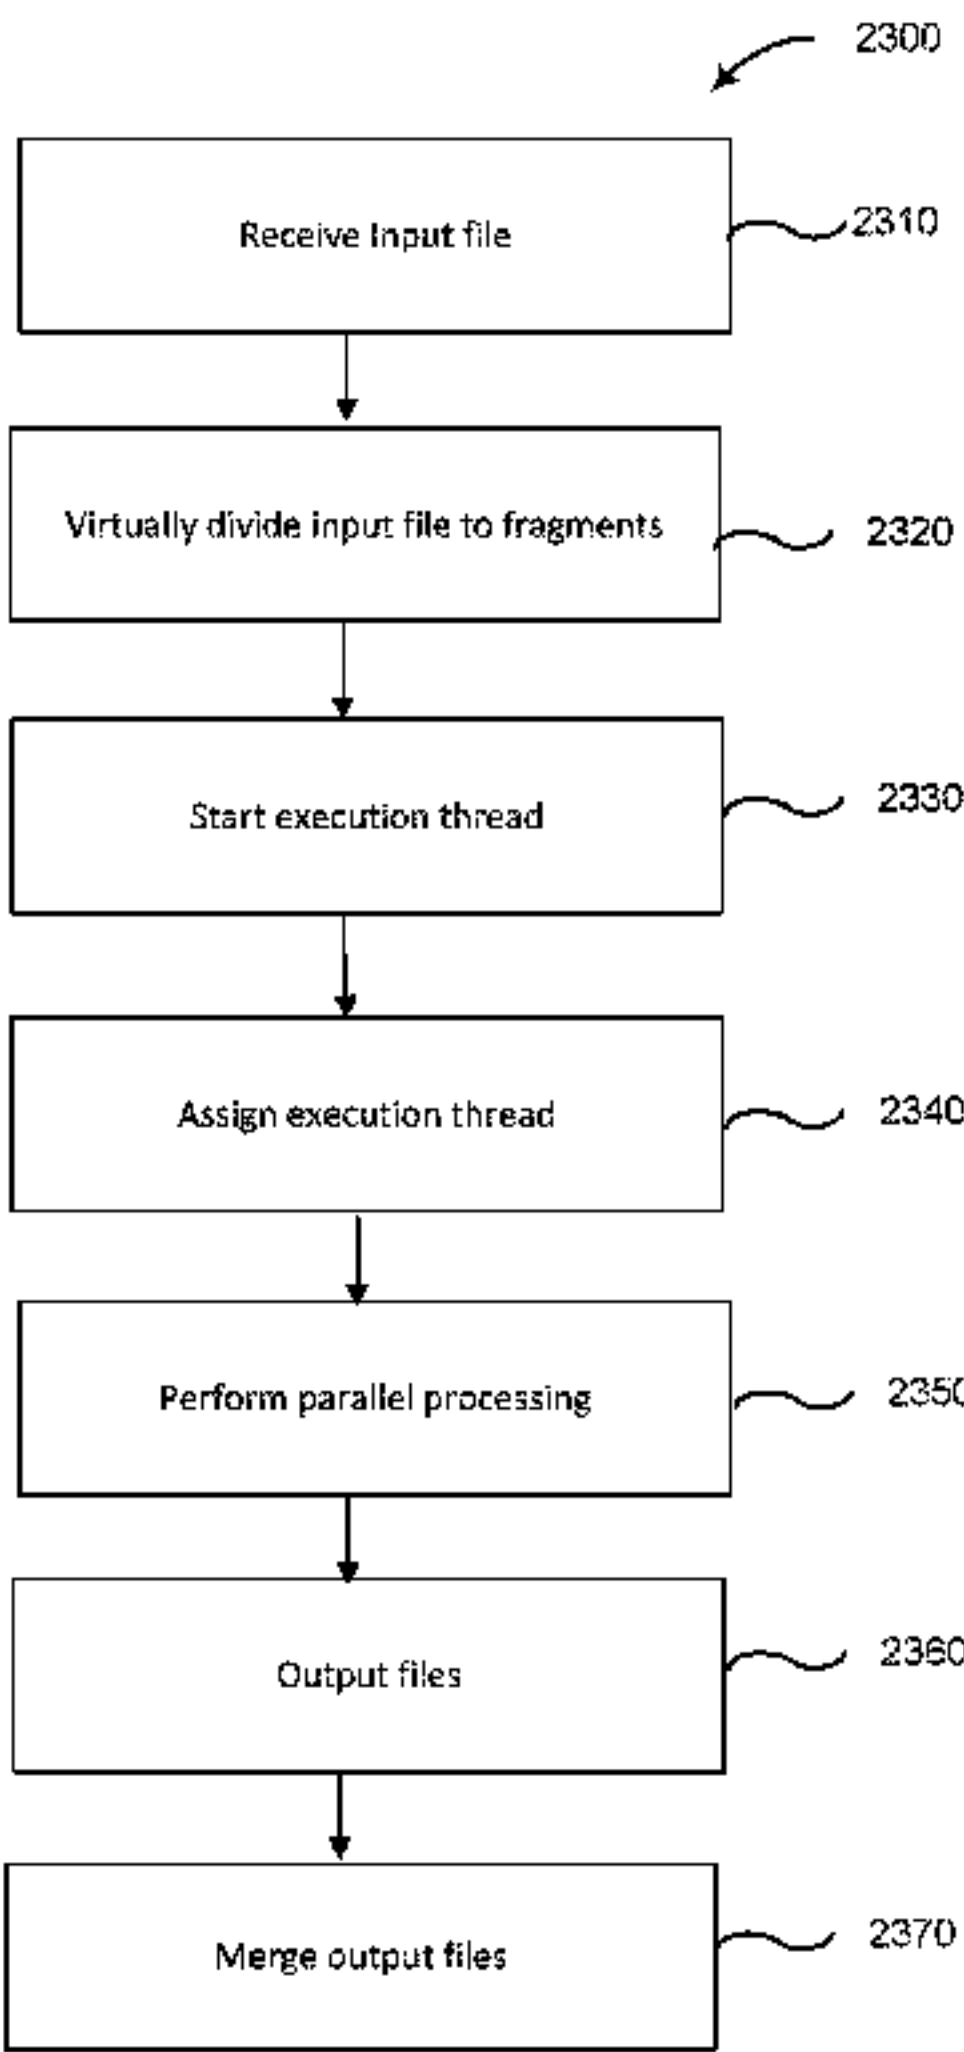 2300
Receive Input file
2310
Virtually divide input file to fragments
2320
Start execution thread
2330
Assign execution thread
2340
Perform parallel processing
2350
Output files
2360
Merge output files
2370